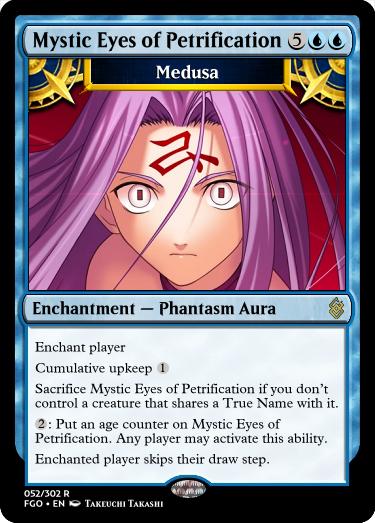 Mystic Eyes of Petrification 5UU
Medusa
Enchantment — Phantasm Aura
Enchant player
Cumulative upkeep 1
Sacrifice Mystic Eyes of Petrification if you don't
control a creature that shares a True Name with it.
2: Put an age counter on Mystic Eyes of
Petrification. Any player may activate this ability.
Enchanted player skips their draw step.
052/302 R
FGO • EN Takeuchi Takashi